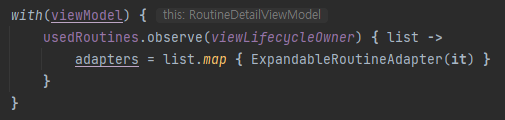 with(viewModel) { this: RoutineDetailViewModel
usedRoutines.observe(viewLifecycleOwner) { list ->
adapters = list.map { ExpandableRoutineAdapter(it) }
}
}